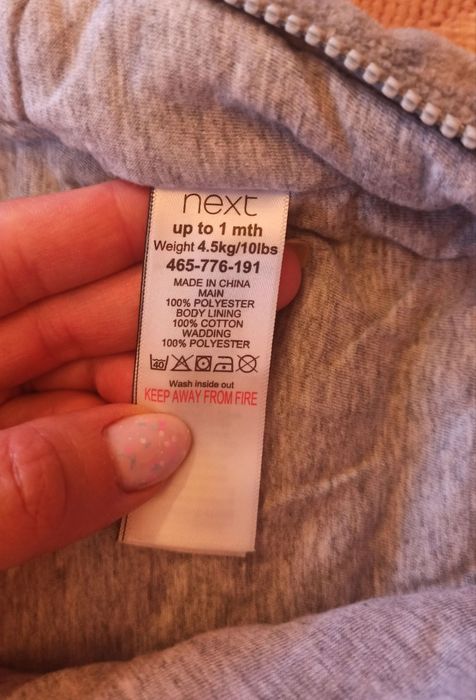 next
up to 1 mth
Weight 4.5kg/10lbs
465-776-191
MADE IN CHINA
MAIN
100% POLYESTER
BODY LINING
100% COTTON
WADDING
100% POLYESTER
40
Wash inside out
KEEP AWAY FROM FIRE